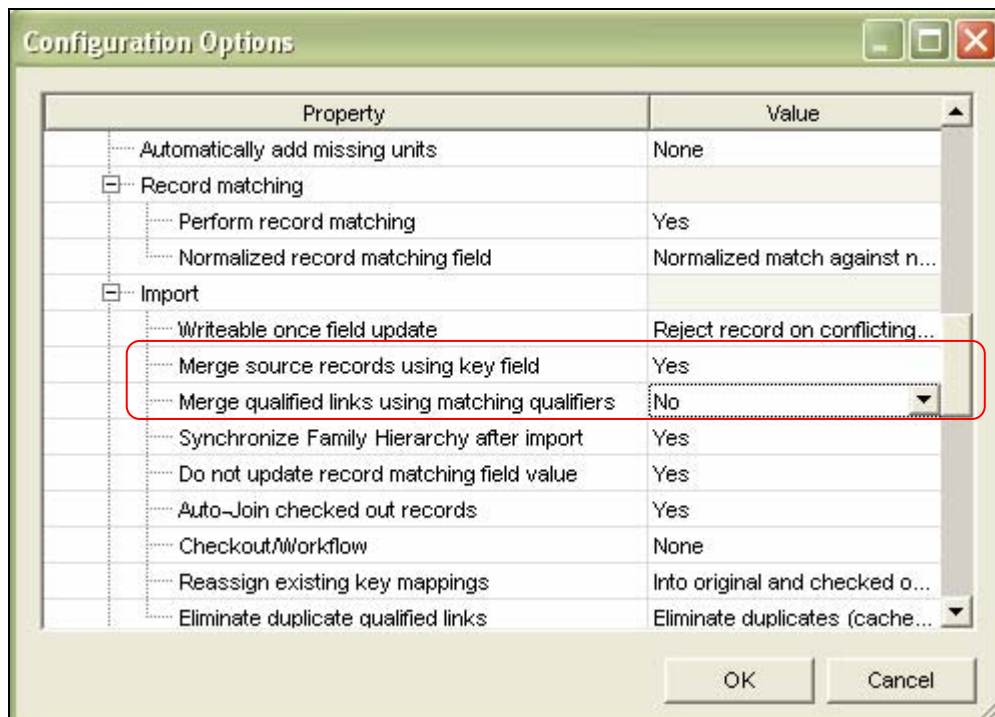 Configuration Options
Property Value
Automatically add missing units None
Record matching
Perform record matching Yes
Normalized record matching field Normalized match against n...
Import
Writeable once field update Reject record on conflicting...
Merge source records using key field Yes
Merge qualified links using matching qualifiers No
Synchronize Family Hierarchy after import Yes
Do not update record matching field value Yes
Auto-Join checked out records Yes
Checkout/Workflow None
Reassign existing key mappings Into original and checked o...
Eliminate duplicate qualified links Eliminate duplicates (cache...
OK Cancel